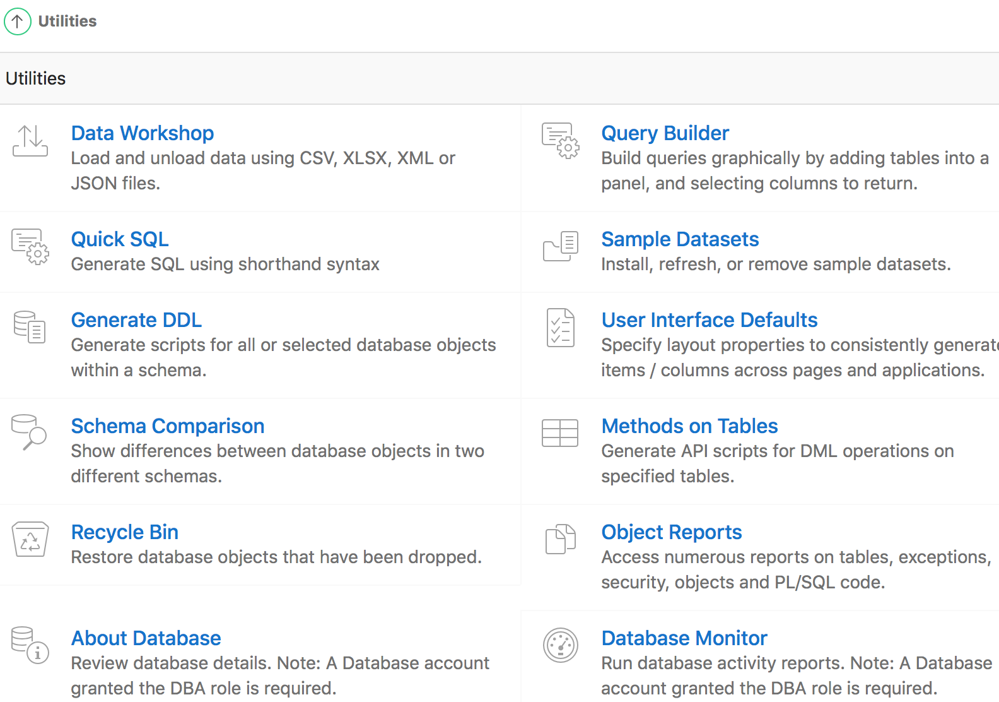 Utilities
Utilities
Data Workshop
Load and unload data using CSV, XLSX, XML or
JSON files.
Query Builder
Build queries graphically by adding tables into a
panel, and selecting columns to return.
Quick SQL
Generate SQL using shorthand syntax
Sample Datasets
Install, refresh, or remove sample datasets.
Generate DDL
Generate scripts for all or selected database objects
within a schema.
User Interface Defaults
Specify layout properties to consistently generate
items / columns across pages and applications.
Schema Comparison
Show differences between database objects in two
different schemas.
Methods on Tables
Generate API scripts for DML operations on
specified tables.
Recycle Bin
Restore database objects that have been dropped.
Object Reports
Access numerous reports on tables, exceptions,
security, objects and PL/SQL code.
About Database
Review database details. Note: A Database account
granted the DBA role is required.
Database Monitor
Run database activity reports. Note: A Database
account granted the DBA role is required.